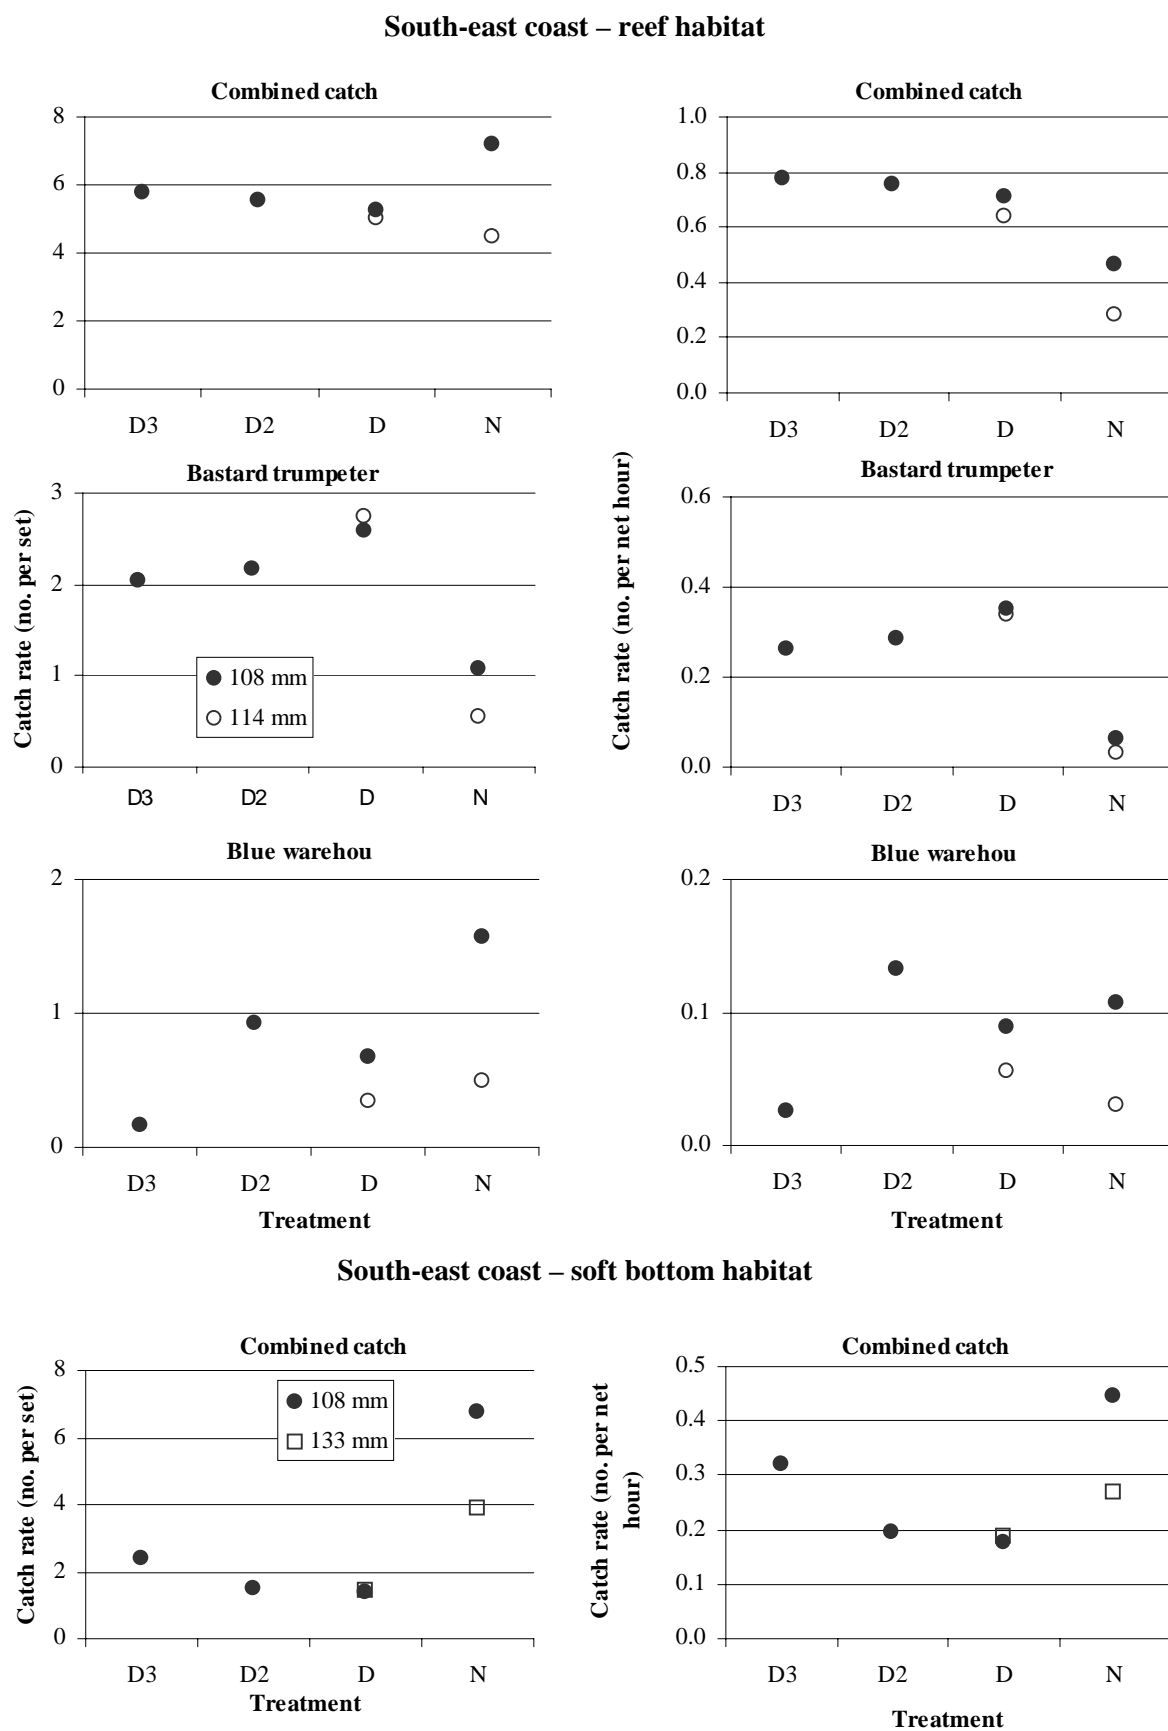 South-east coast – reef habitat
Combined catch
8
6
4
2
0
D3 D2 D N
Combined catch
1.0
0.8
0.6
0.4
0.2
0.0
D3 D2 D N
Catch rate (no. per set)
Bastard trumpeter
3
2
1
0
108 mm
114 mm
D3 D2 D N
Catch rate (no. per net hour)
Bastard trumpeter
0.6
0.4
0.2
0.0
D3 D2 D N
Blue warehou
2
1
0
D3 D2 D N
Treatment
Blue warehou
0.2
0.1
0.0
D3 D2 D N
Treatment
South-east coast – soft bottom habitat
Combined catch
Catch rate (no. per set)
8
6
4
2
0
108 mm
133 mm
D3 D2 D N
Treatment
Combined catch
Catch rate (no. per net
hour)
0.5
0.4
0.3
0.2
0.1
0.0
D3 D2 D N
Treatment